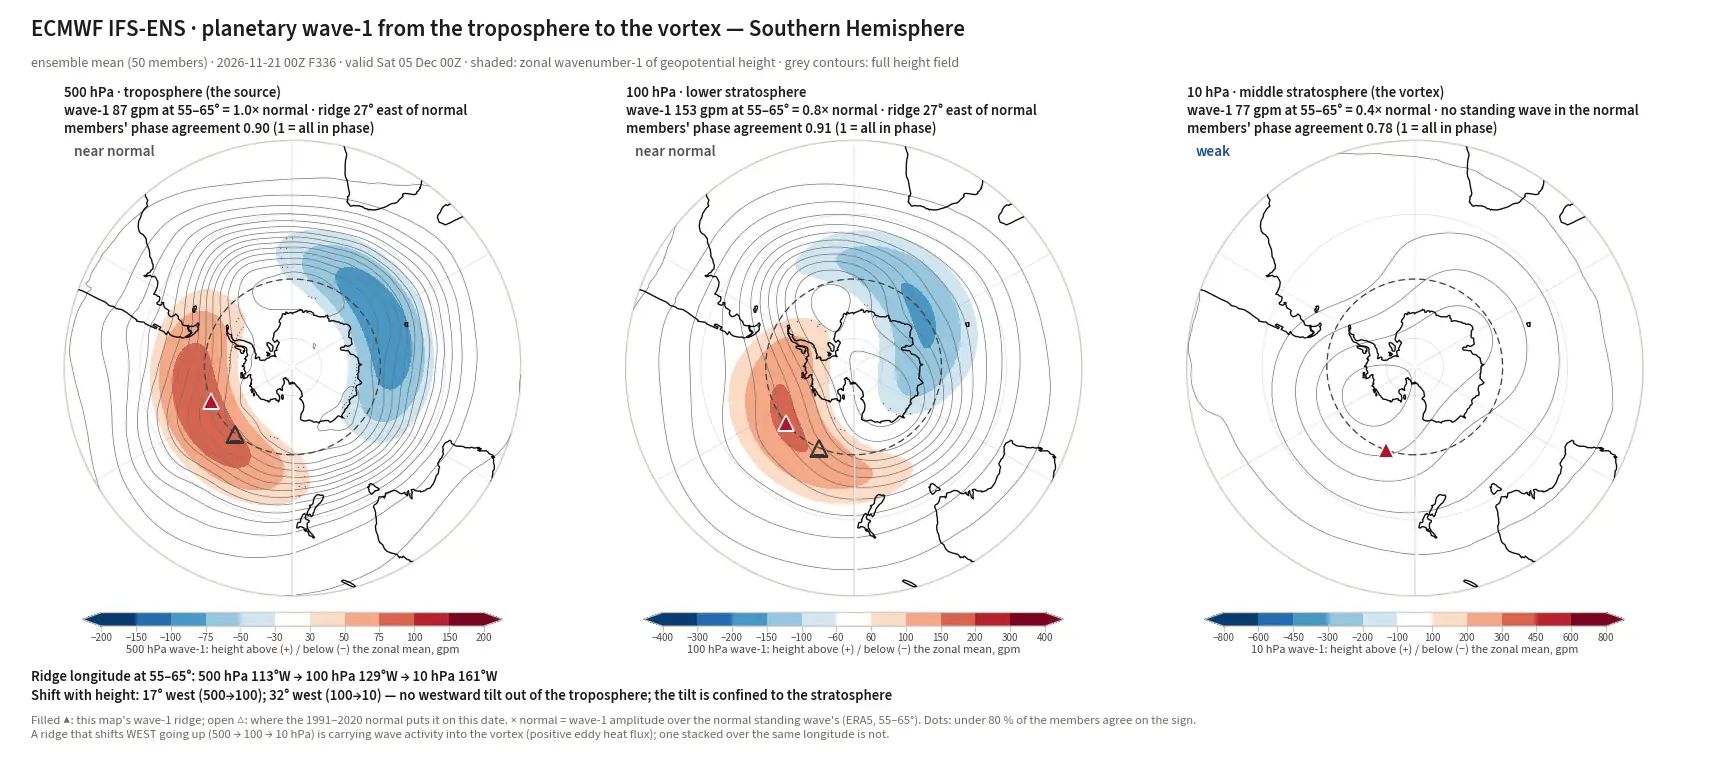 ECMWF IFS-ENS · planetary wave-1 from the troposphere to the vortex — Southern Hemisphere
ensemble mean (50 members) · 2026-11-21 00Z F336 · valid Sat 05 Dec 00Z · shaded: zonal wavenumber-1 of geopotential height · grey contours: full height field
500 hPa · troposphere (the source)
wave-1 87 gpm at 55–65° = 1.0× normal · ridge 27° east of normal
members' phase agreement 0.90 (1 = all in phase)
near normal
−200 −150 −100 −75 −50 −30 30 50 75 100 150 200
500 hPa wave-1: height above (+) / below (−) the zonal mean, gpm
100 hPa · lower stratosphere
wave-1 153 gpm at 55–65° = 0.8× normal · ridge 27° east of normal
members' phase agreement 0.91 (1 = all in phase)
near normal
−400 −300 −200 −150 −100 −60 60 100 150 200 300 400
100 hPa wave-1: height above (+) / below (−) the zonal mean, gpm
10 hPa · middle stratosphere (the vortex)
wave-1 77 gpm at 55–65° = 0.4× normal · no standing wave in the normal
members' phase agreement 0.78 (1 = all in phase)
weak
−800 −600 −450 −300 −200 −100 100 200 300 450 600 800
10 hPa wave-1: height above (+) / below (−) the zonal mean, gpm
Ridge longitude at 55–65°: 500 hPa 113°W → 100 hPa 129°W → 10 hPa 161°W
Shift with height: 17° west (500→100); 32° west (100→10) — no westward tilt out of the troposphere; the tilt is confined to the stratosphere
Filled ▲: this map's wave-1 ridge; open △: where the 1991–2020 normal puts it on this date. × normal = wave-1 amplitude over the normal standing wave's (ERA5, 55–65°). Dots: under 80 % of the members agree on the sign.
A ridge that shifts WEST going up (500 → 100 → 10 hPa) is carrying wave activity into the vortex (positive eddy heat flux); one stacked over the same longitude is not.